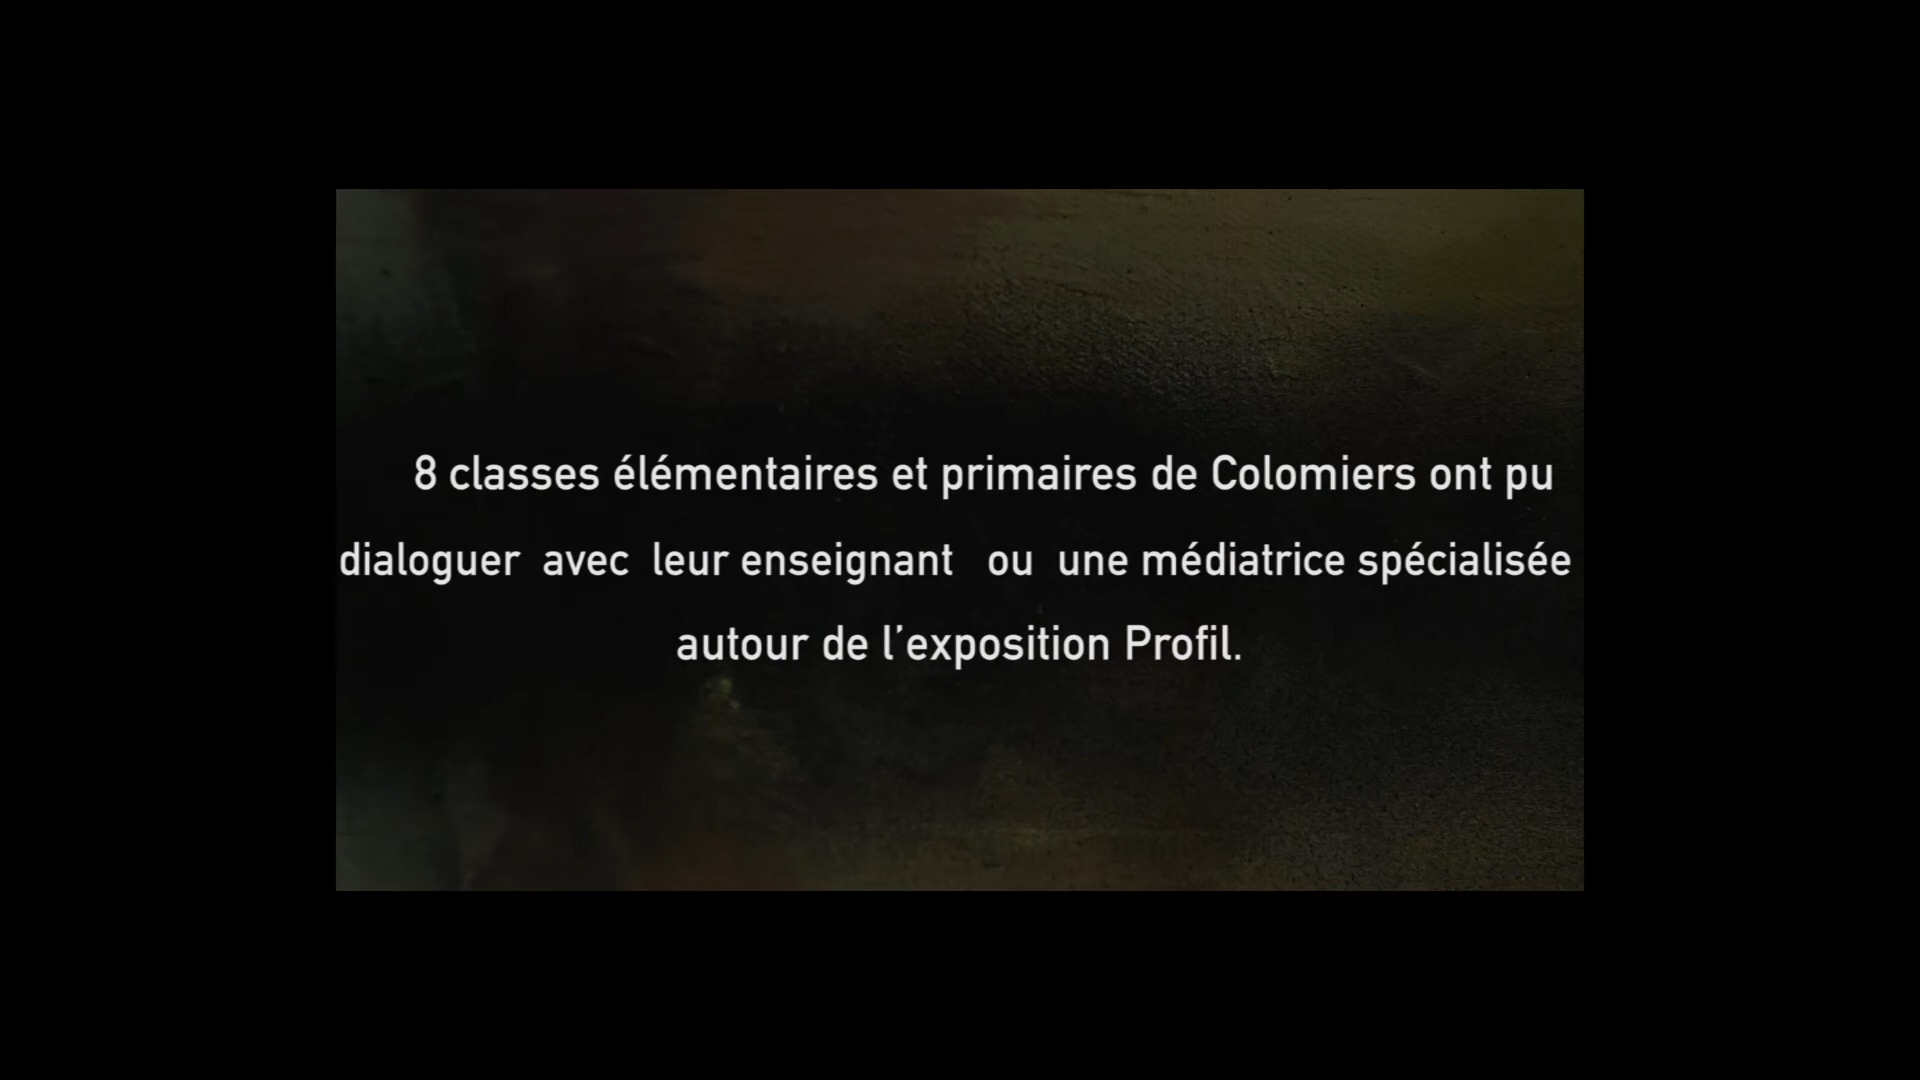 8 classes élémentaires et primaires de Colomiers ont pu
dialoguer avec leur enseignant ou une médiatrice spécialisée
autour de l’exposition Profil.